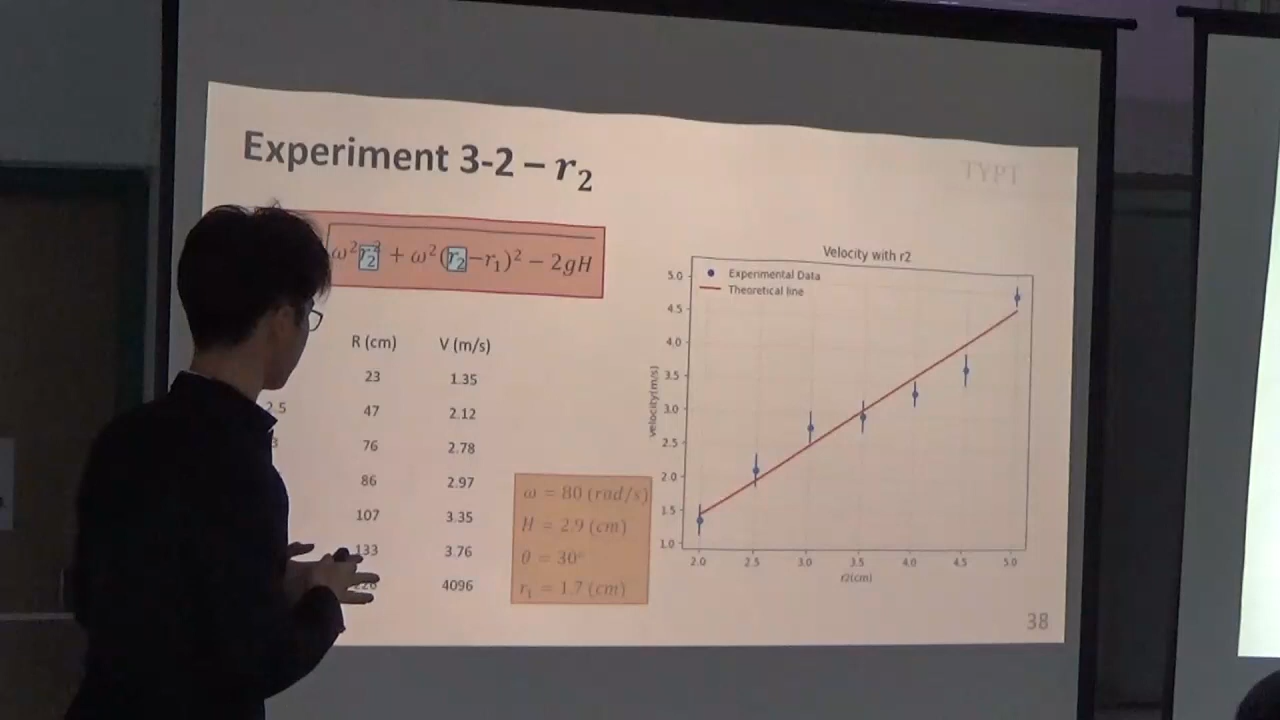 Experiment 3-2 – r₂
TYPT
ω²r₂² + ω²(r₂−r₁)² − 2gH
R (cm) V (m/s)
23 1.35
2.5 47 2.12
3 76 2.78
86 2.97
107 3.35
133 3.76
4096
ω = 80 (rad/s)
H = 2.9 (cm)
θ = 30°
r₁ = 1.7 (cm)
Velocity with r2
Experimental Data
Theoretical line
5.0
4.5
4.0
3.5
3.0
2.5
2.0
1.5
1.0
velocity(m/s)
2.0 2.5 3.0 3.5 4.0 4.5 5.0
r2(cm)
38